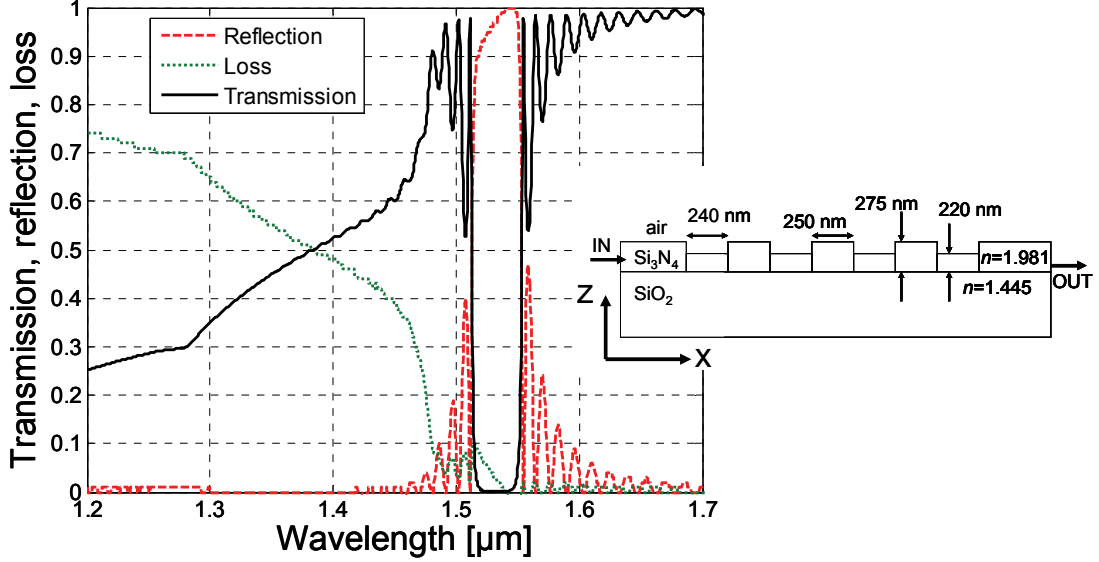 Transmission, reflection, loss
1
0.9
0.8
0.7
0.6
0.5
0.4
0.3
0.2
0.1
0
Reflection
Loss
Transmission
1.2
1.3
1.4
1.5
1.6
1.7
Wavelength [μm]
275 nm
220 nm
240 nm
250 nm
air
IN
Si₃N₄
n=1.981
OUT
SiO₂
n=1.445
Z
X